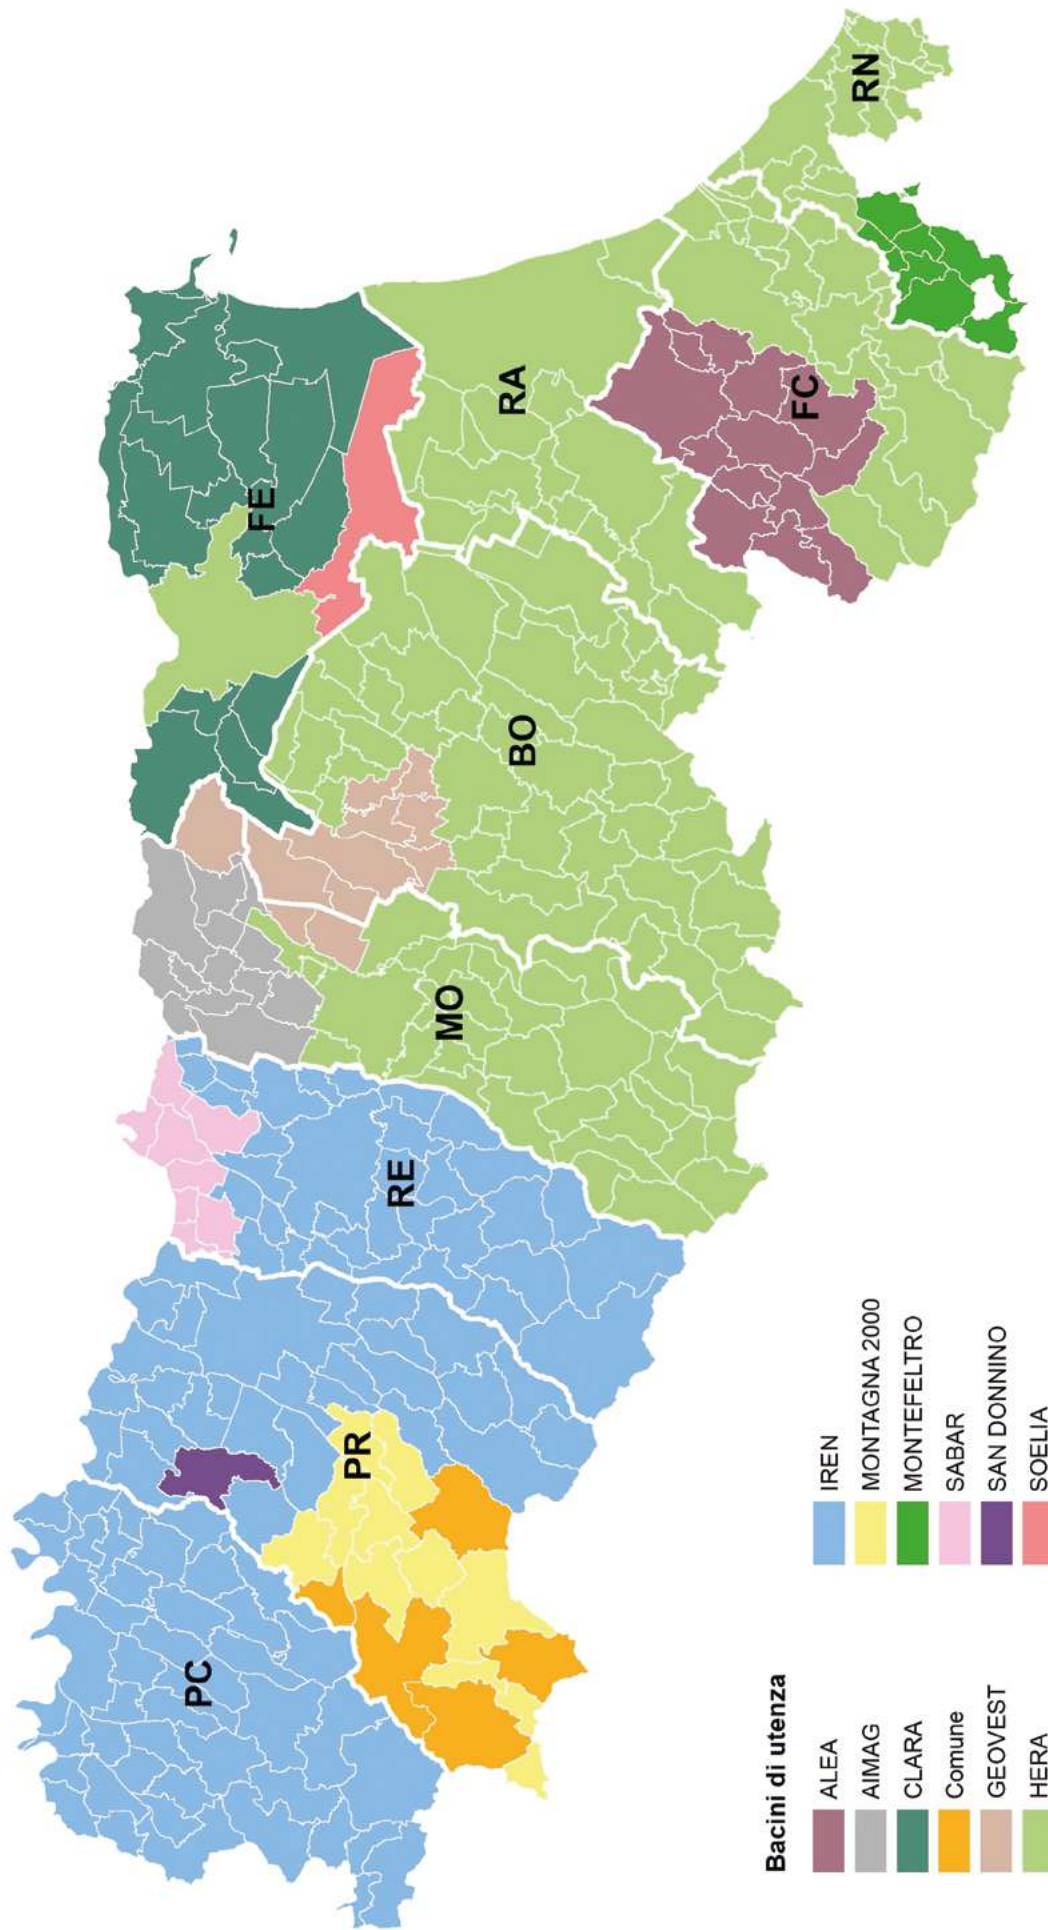 PC
PR
RE
MO
BO
FE
RA
FC
RN
Bacini di utenza
ALEA
AIMAG
CLARA
Comune
GEOVEST
HERA
IREN
MONTAGNA 2000
MONTEFELTRO
SABAR
SAN DONNINO
SOELIA